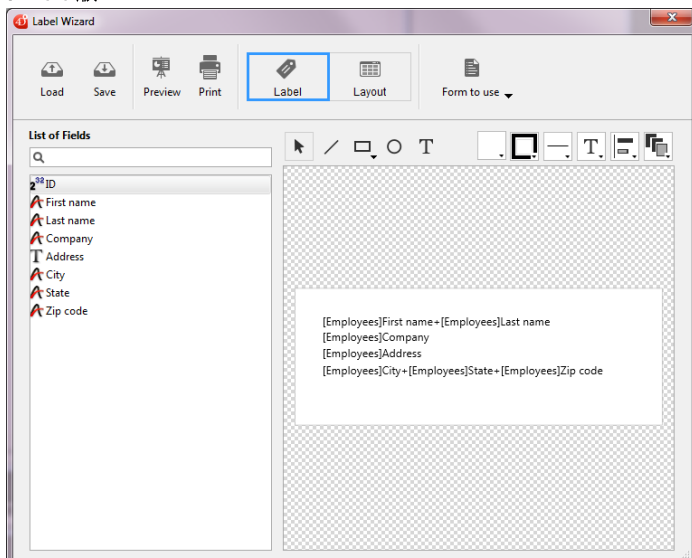 Label Wizard
Load Save Preview Print Label Layout Form to use
List of Fields
2³² ID
First name
Last name
Company
T Address
City
State
Zip code
T
T
[Employees]First name+[Employees]Last name
[Employees]Company
[Employees]Address
[Employees]City+[Employees]State+[Employees]Zip code